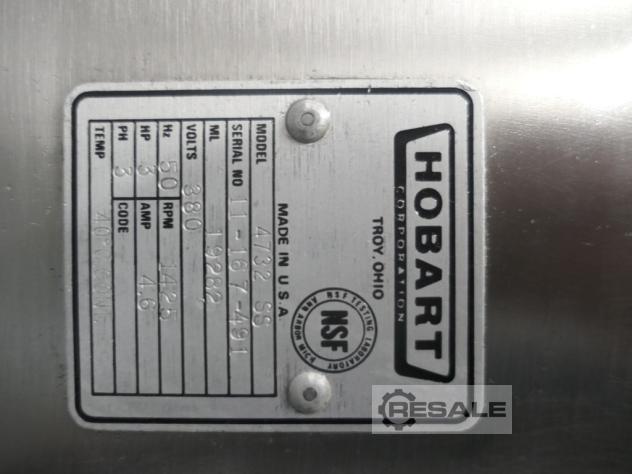 HOBART
CORPORATION
TROY, OHIO
NSF TESTING LABORATORY
ANN ARBOR MICH
NSF
MADE IN U.S.A
MODEL 4732 SS
SERIAL NO 11-167-491
ML 19282
VOLTS 380
Hz 50 RPM 1425
HP 3 AMP 4.6
PH 3 CODE
TEMP 40°C
RESALE